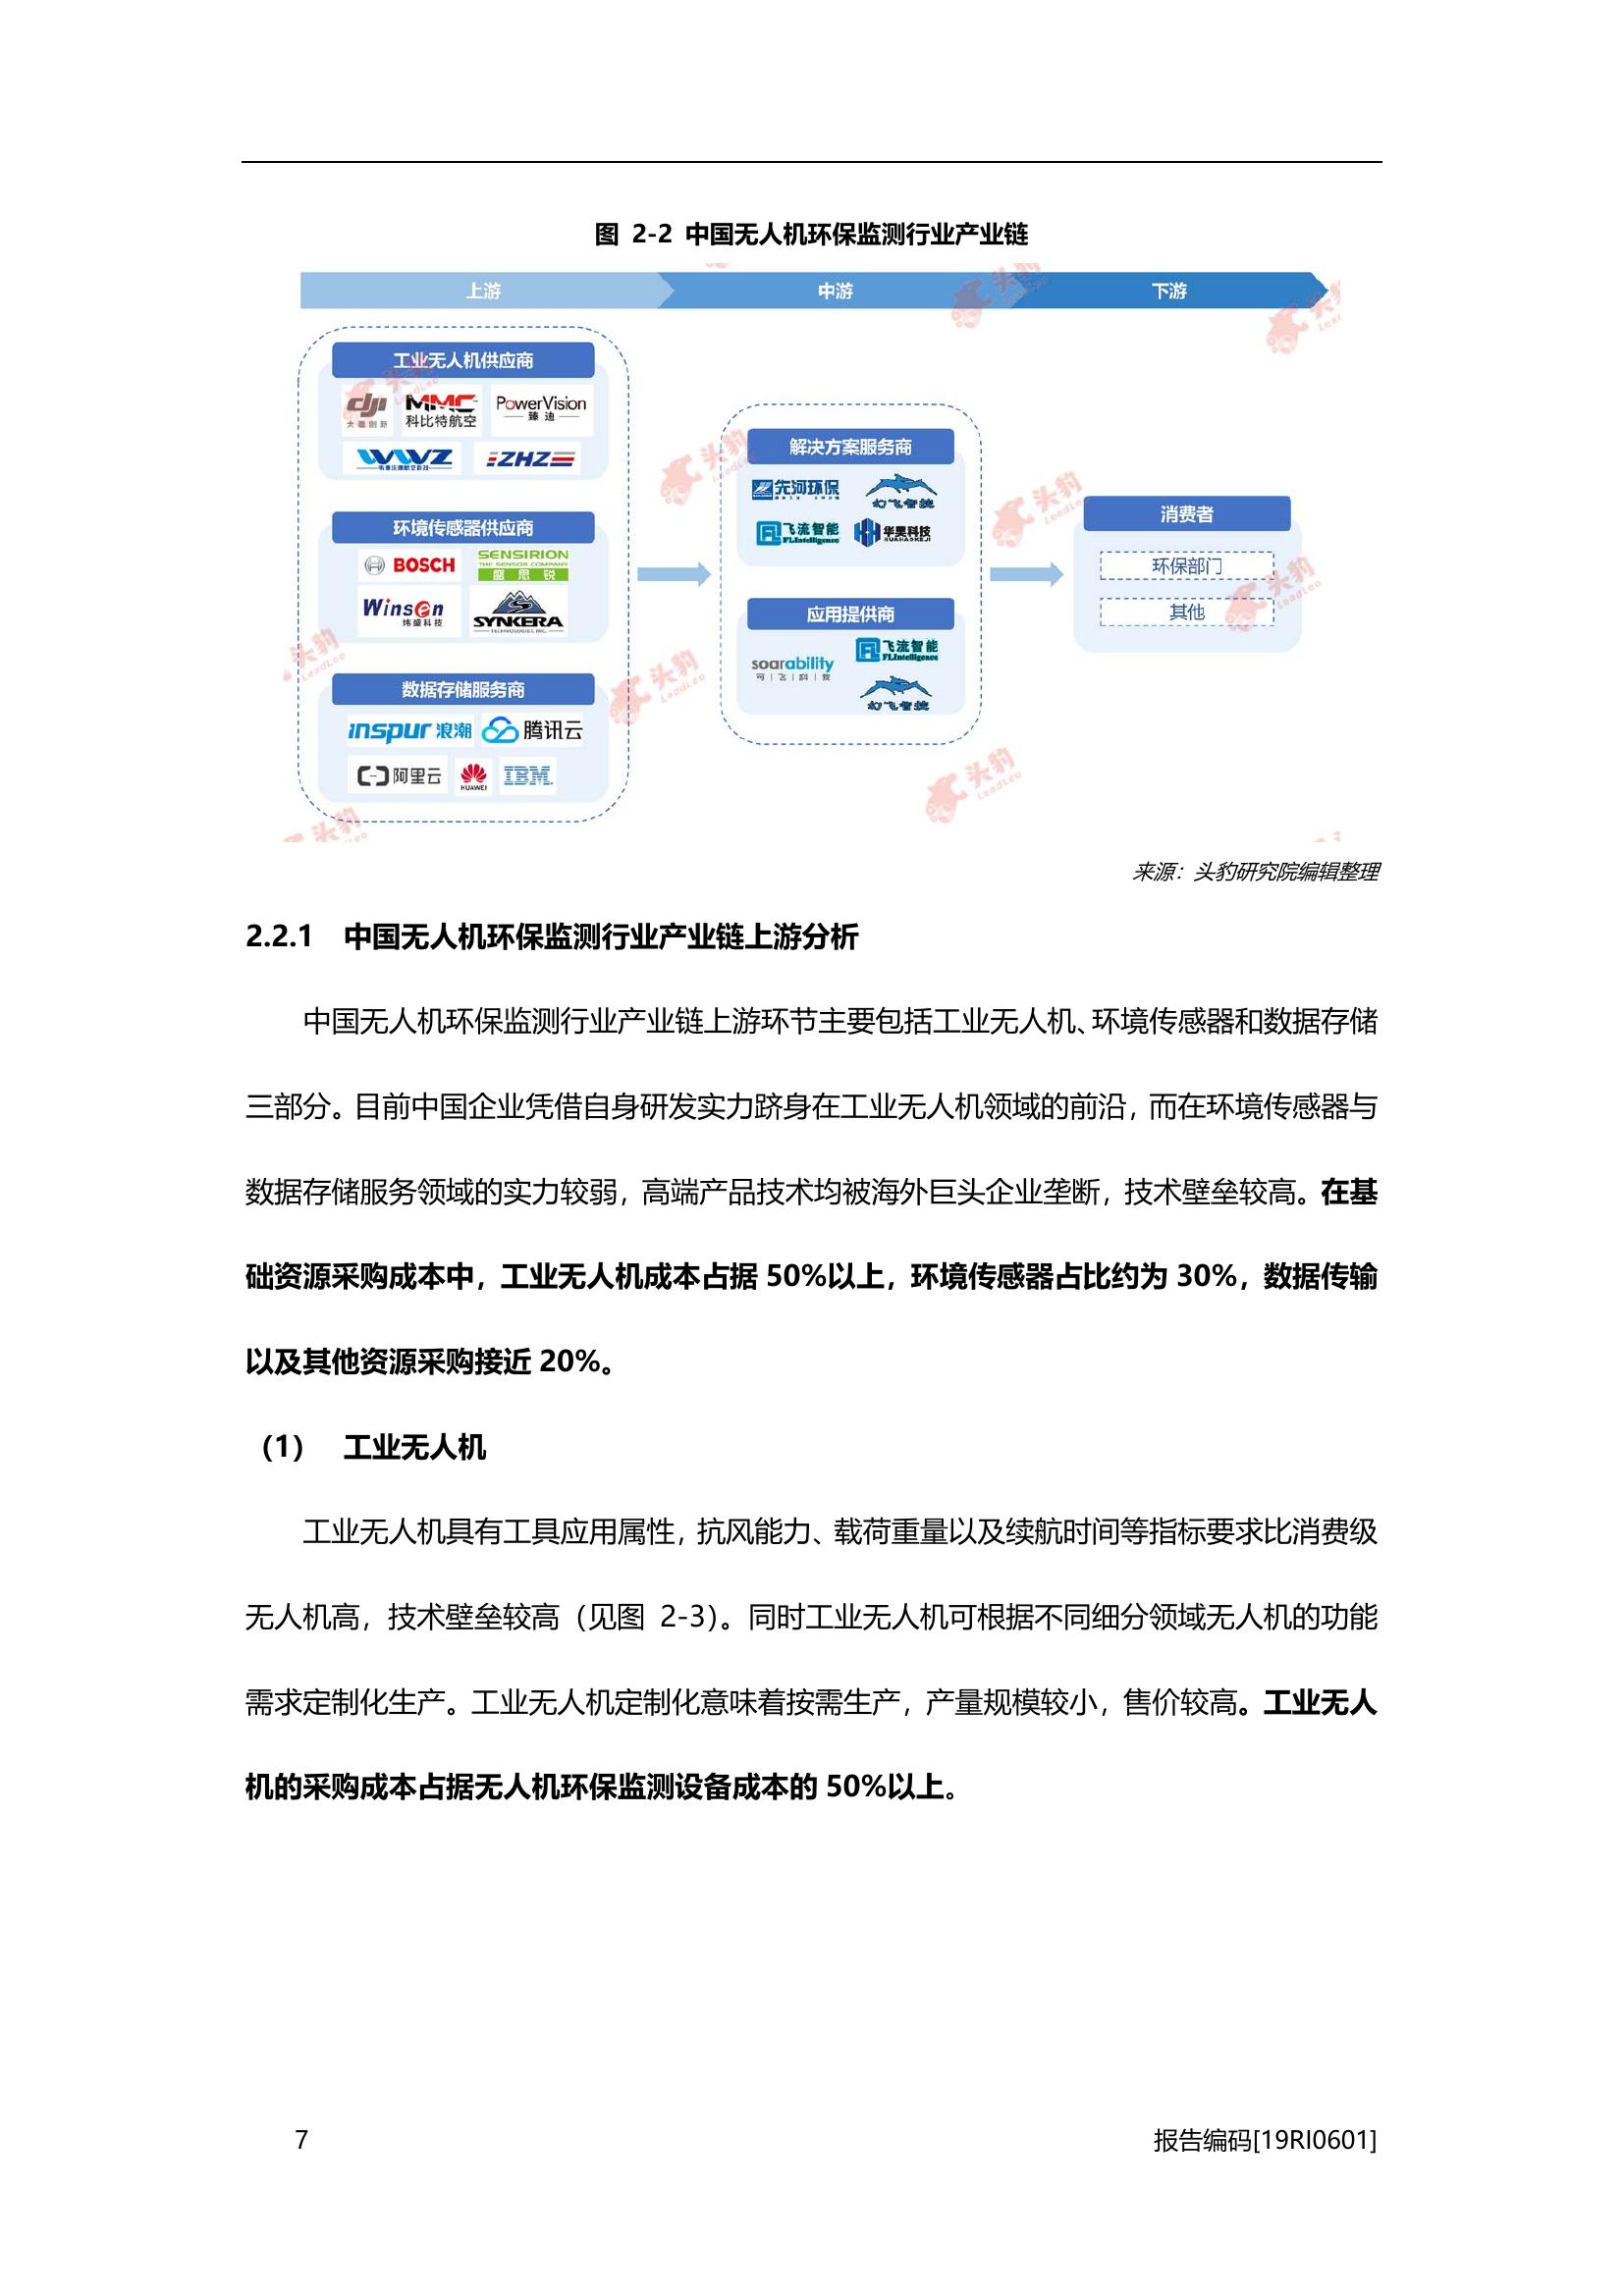 图 2-2 中国无人机环保监测行业产业链
上游 中游 下游
工业无人机供应商
dji 大疆创新 MMC 科比特航空 PowerVision 臻迪
WWZ ZHZ
环境传感器供应商
BOSCH SENSIRION THE SENSOR COMPANY 盛思锐
Winsen 炜盛科技 SYNKERA TECHNOLOGIES, INC.
数据存储服务商
inspur 浪潮 腾讯云
阿里云 HUAWEI IBM
解决方案服务商
先河环保 幻飞智控
飞流智能 FLIntelligence 华昊科技 HUAHAOKEJI
应用提供商
soarability 可飞科技 飞流智能 FLIntelligence
幻飞智控
消费者
环保部门
其他
头豹 LeadLeo
来源：头豹研究院编辑整理
2.2.1 中国无人机环保监测行业产业链上游分析
中国无人机环保监测行业产业链上游环节主要包括工业无人机、环境传感器和数据存储
三部分。目前中国企业凭借自身研发实力跻身在工业无人机领域的前沿，而在环境传感器与
数据存储服务领域的实力较弱，高端产品技术均被海外巨头企业垄断，技术壁垒较高。在基
础资源采购成本中，工业无人机成本占据 50%以上，环境传感器占比约为 30%，数据传输
以及其他资源采购接近 20%。
（1） 工业无人机
工业无人机具有工具应用属性，抗风能力、载荷重量以及续航时间等指标要求比消费级
无人机高，技术壁垒较高（见图 2-3）。同时工业无人机可根据不同细分领域无人机的功能
需求定制化生产。工业无人机定制化意味着按需生产，产量规模较小，售价较高。工业无人
机的采购成本占据无人机环保监测设备成本的 50%以上。
7 报告编码[19RI0601]